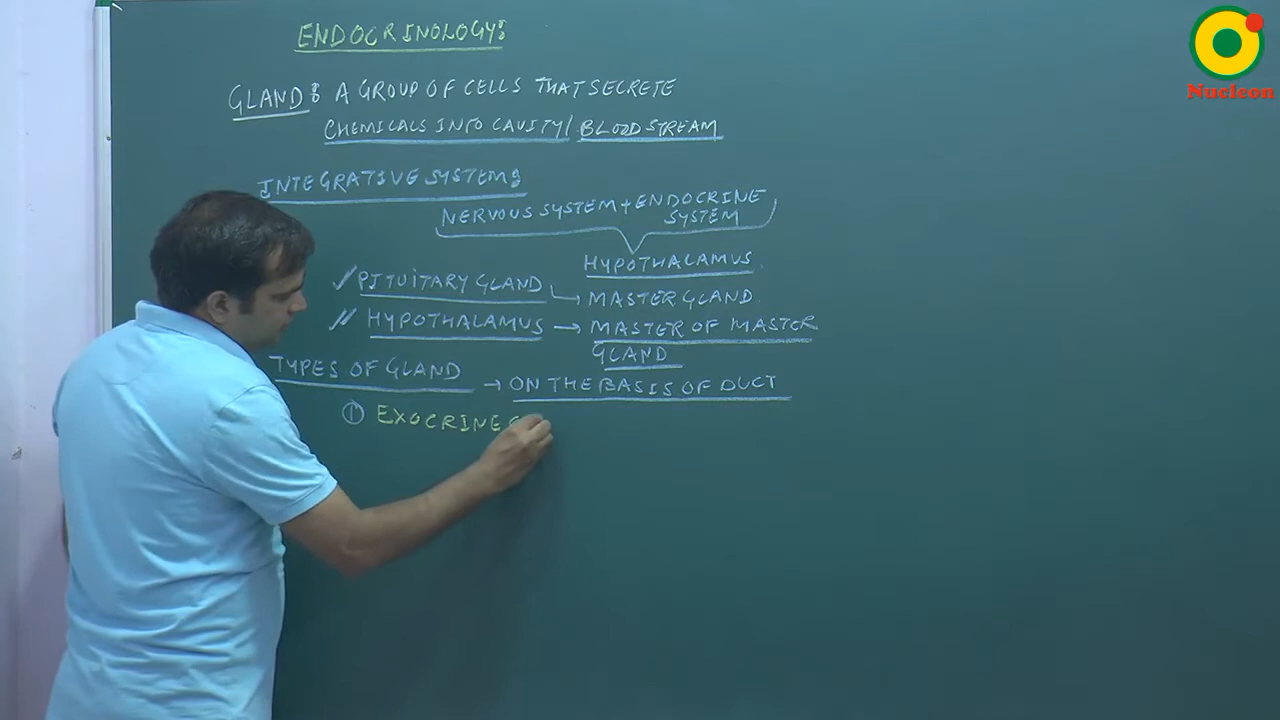 ENDOCRINOLOGY:
GLAND: A GROUP OF CELLS THAT SECRETE
CHEMICALS INTO CAVITY/ BLOOD STREAM
INTEGRATIVE SYSTEM:
NERVOUS SYSTEM + ENDOCRINE
SYSTEM
HYPOTHALAMUS
✓ PITUITARY GLAND → MASTER GLAND.
HYPOTHALAMUS → MASTER OF MASTER
GLAND
TYPES OF GLAND → ON THE BASIS OF DUCT
① EXOCRINE G
Nucleon